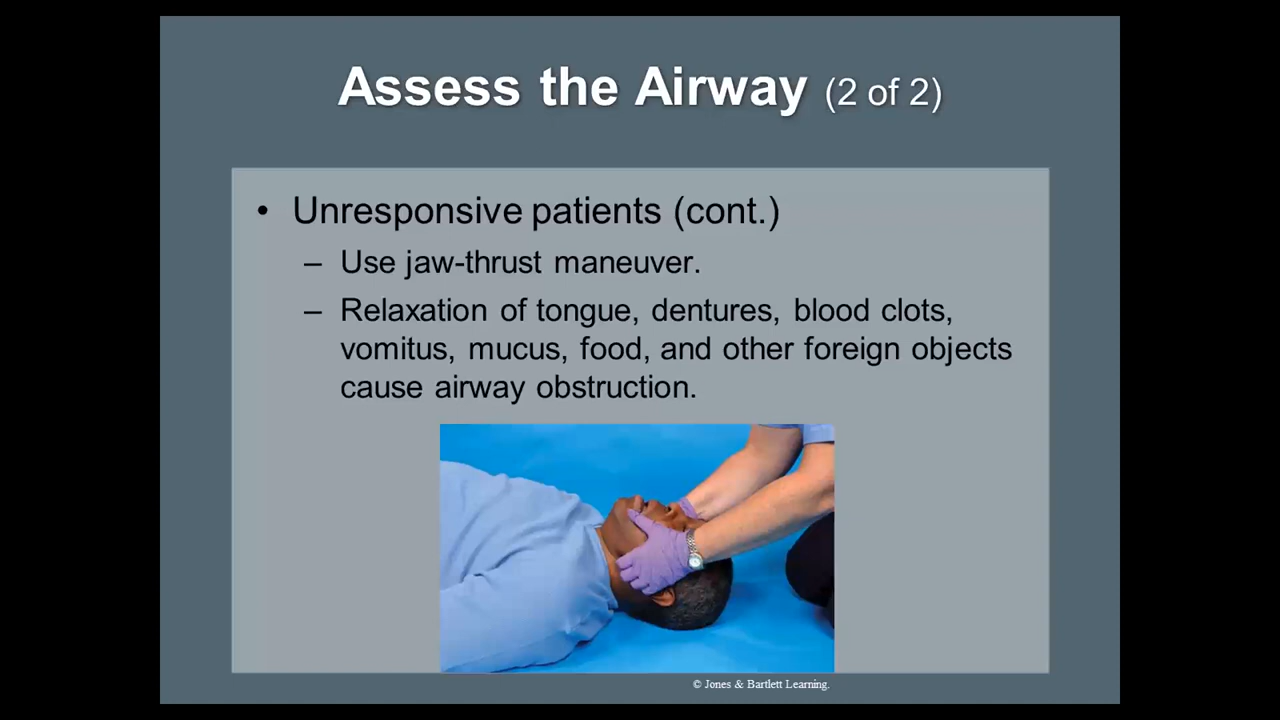 Assess the Airway (2 of 2)
• Unresponsive patients (cont.)
– Use jaw-thrust maneuver.
– Relaxation of tongue, dentures, blood clots,
vomitus, mucus, food, and other foreign objects
cause airway obstruction.
© Jones & Bartlett Learning.